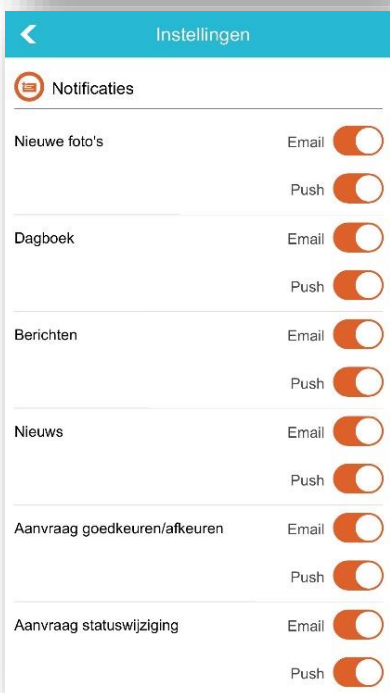 Instellingen
Notificaties
Nieuwe foto's Email
Push
Dagboek Email
Push
Berichten Email
Push
Nieuws Email
Push
Aanvraag goedkeuren/afkeuren Email
Push
Aanvraag statuswijziging Email
Push